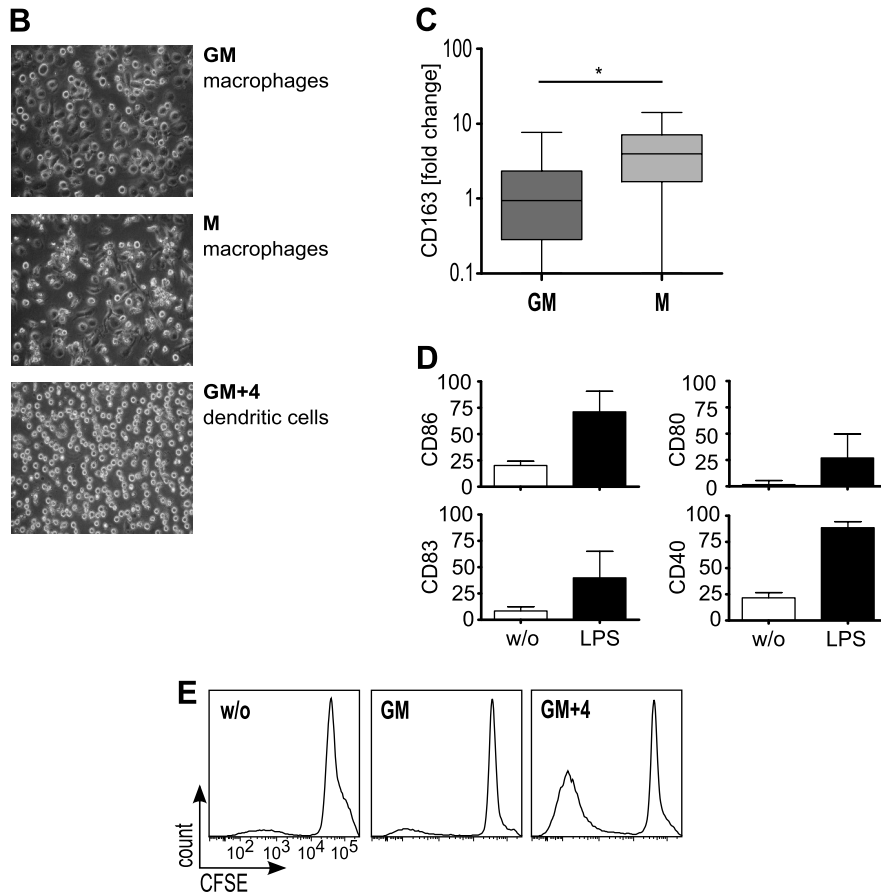 B
GM
macrophages
M
macrophages
GM+4
dendritic cells
C
CD163 [fold change]
100
10
1
0.1
*
GM
M
D
CD86
100
75
50
25
0
CD80
100
75
50
25
0
CD83
100
75
50
25
0
w/o
LPS
CD40
100
75
50
25
0
w/o
LPS
E
w/o
GM
GM+4
count
10² 10³ 10⁴ 10⁵
CFSE